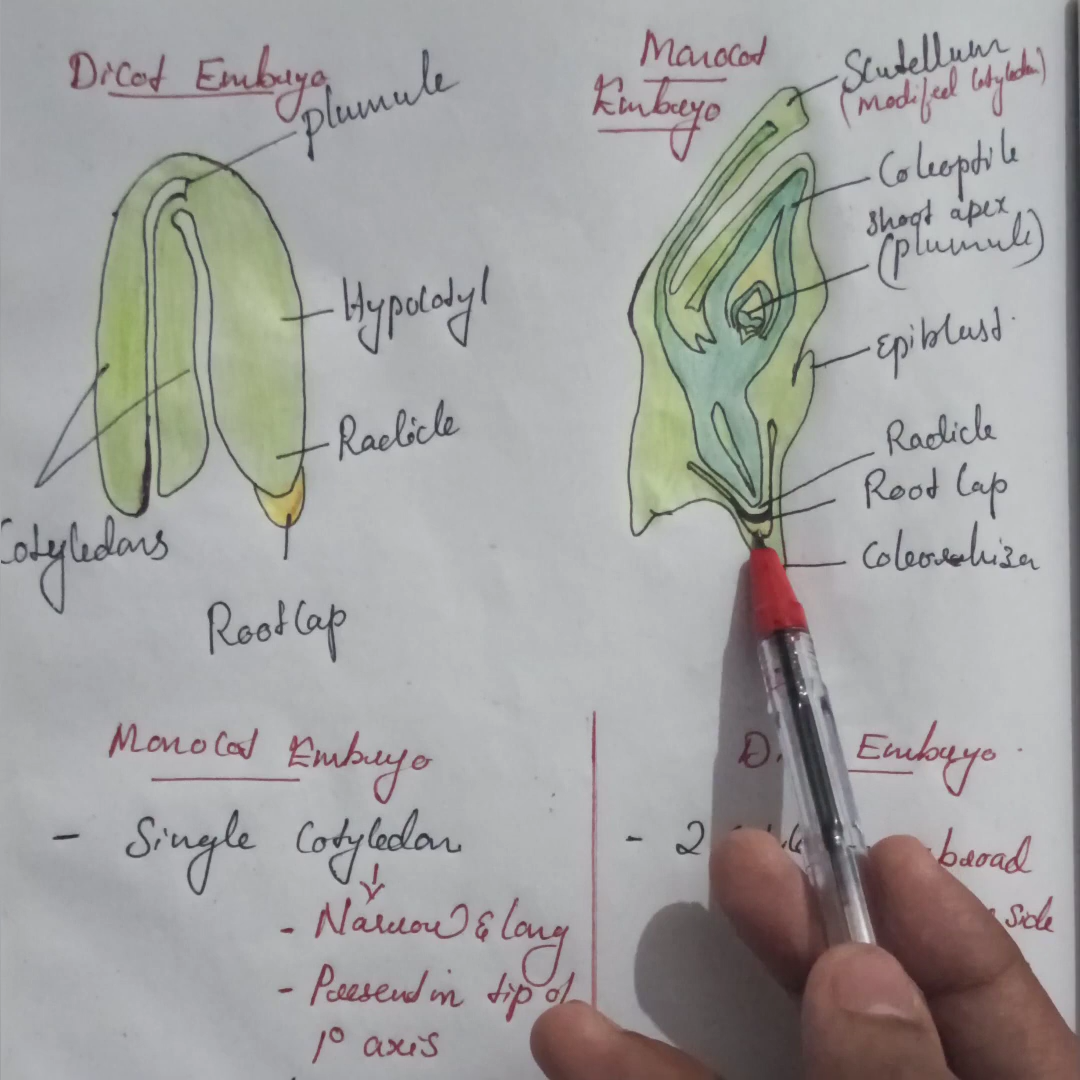 Dicot Embryo
plumule
Hypocotyl
Radicle
Cotyledons
Root Cap
Monocot
Embryo
Scutellum
(modified Cotyledon)
Coleoptile
shoot apex
(plumule)
Epiblast
Radicle
Root Cap
Coleorhiza
Monocot Embryo
- Single Cotyledon
- Narrow & long
- Present in tip of
1° axis
Embryo
- 2 broad
side